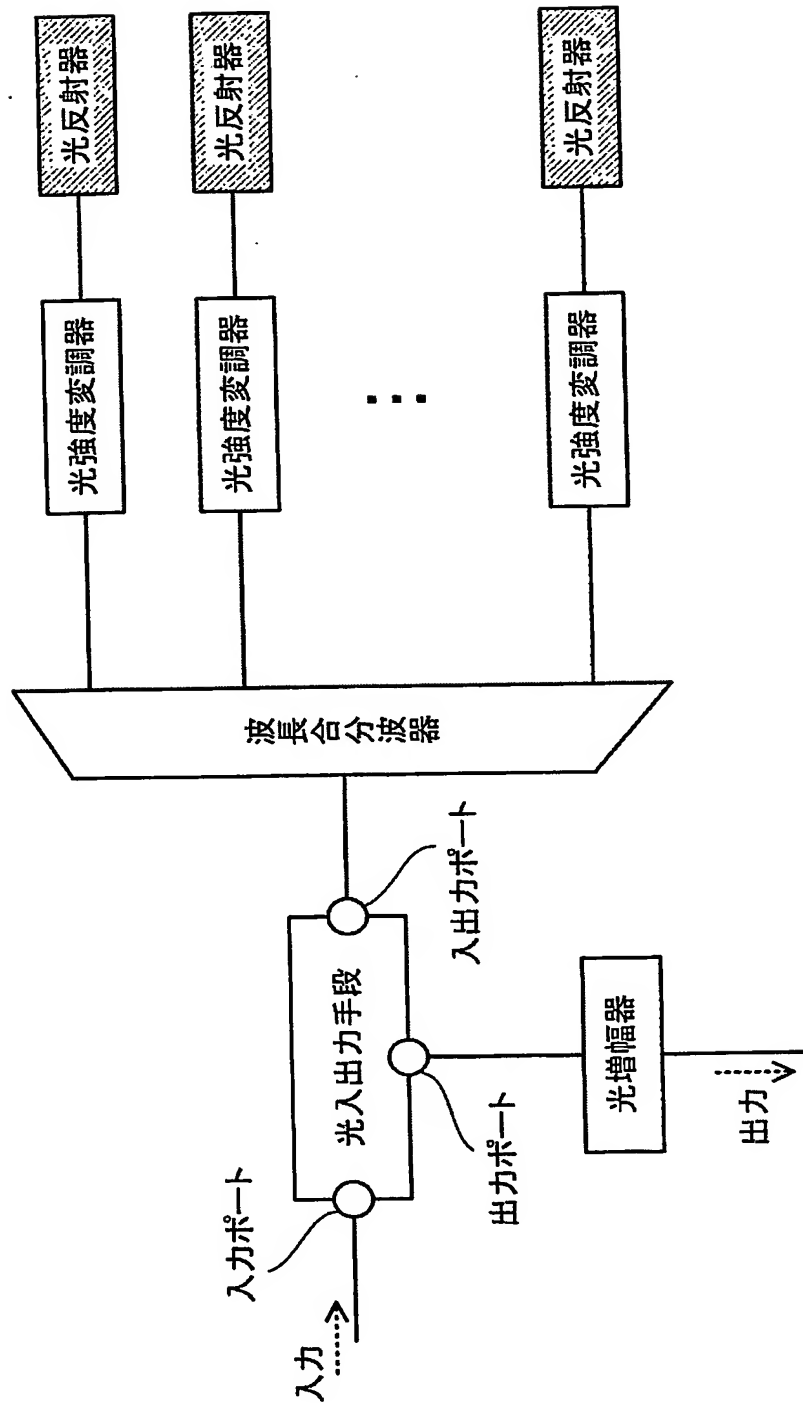 入力
入力ポート
光入出力手段
出力ポート
入出力ポート
光増幅器
出力
波長合分波器
光強度変調器
光反射器
光強度変調器
光反射器
光強度変調器
光反射器